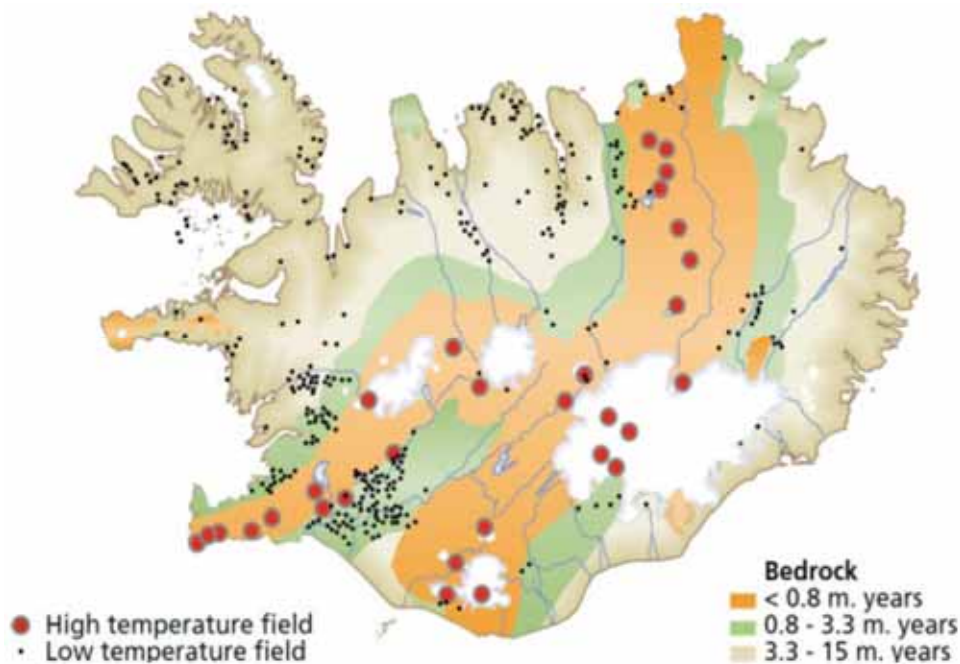 High temperature field
Low temperature field
Bedrock
< 0.8 m. years
0.8 - 3.3 m. years
3.3 - 15 m. years